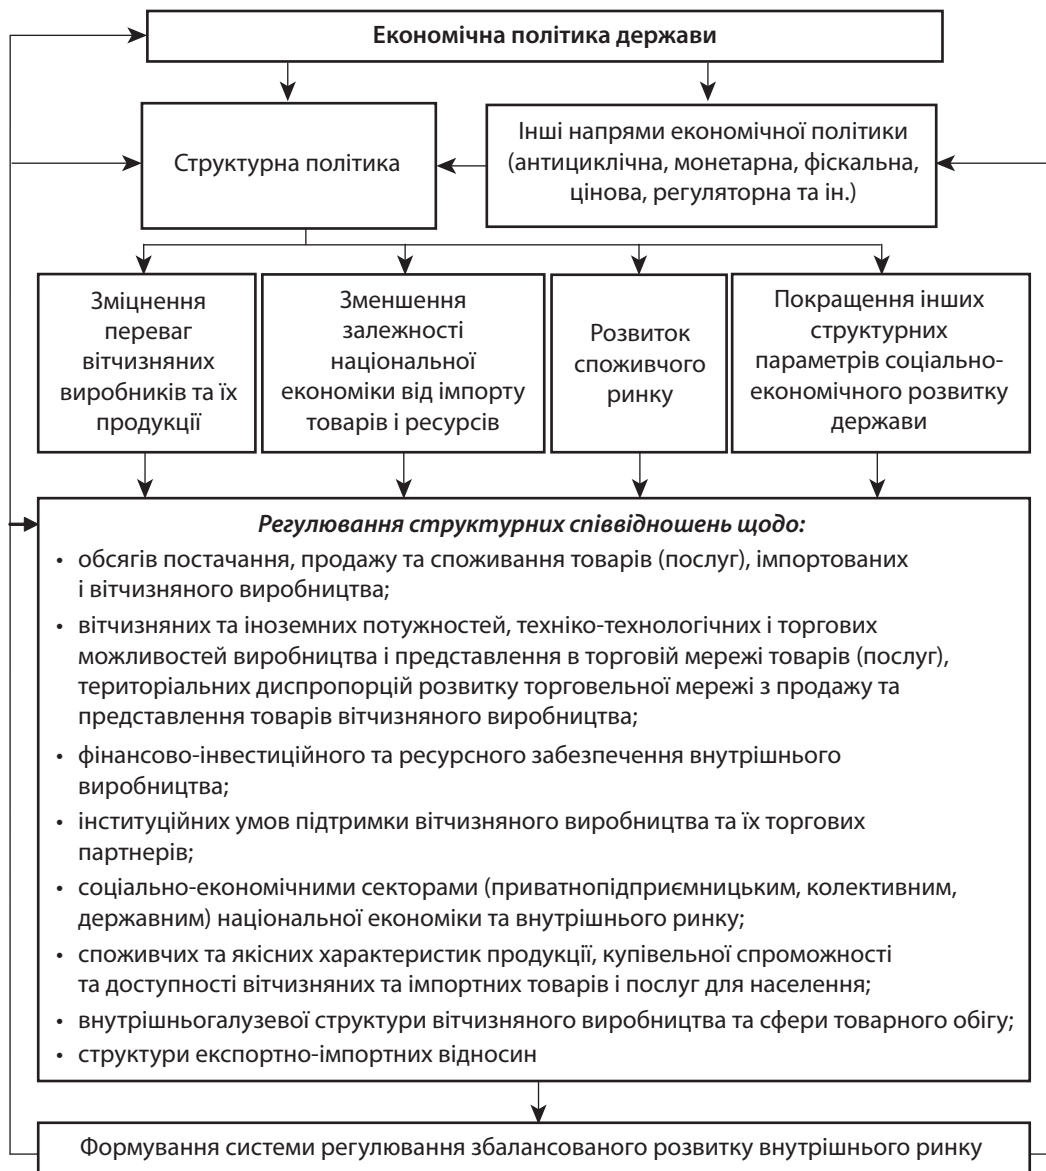 Економічна політика держави
Структурна політика
Інші напрями економічної політики
(антициклічна, монетарна, фіскальна,
цінова, регуляторна та ін.)
Зміцнення
переваг
вітчизняних
виробників та їх
продукції
Зменшення
залежності
національної
економіки від імпорту
товарів і ресурсів
Розвиток
споживчого
ринку
Покращення інших
структурних
параметрів соціально-
економічного розвитку
держави
Регулювання структурних співвідношень щодо:
• обсягів постачання, продажу та споживання товарів (послуг), імпортованих
і вітчизняного виробництва;
• вітчизняних та іноземних потужностей, техніко-технологічних і торгових
можливостей виробництва і представлення в торговій мережі товарів (послуг),
територіальних диспропорцій розвитку торговельної мережі з продажу та
представлення товарів вітчизняного виробництва;
• фінансово-інвестиційного та ресурсного забезпечення внутрішнього
виробництва;
• інституційних умов підтримки вітчизняного виробництва та їх торгових
партнерів;
• соціально-економічними секторами (приватнопідприємницьким, колективним,
державним) національної економіки та внутрішнього ринку;
• споживчих та якісних характеристик продукції, купівельної спроможності
та доступності вітчизняних та імпортних товарів і послуг для населення;
• внутрішньогалузевої структури вітчизняного виробництва та сфери товарного обігу;
• структури експортно-імпортних відносин
Формування системи регулювання збалансованого розвитку внутрішнього ринку